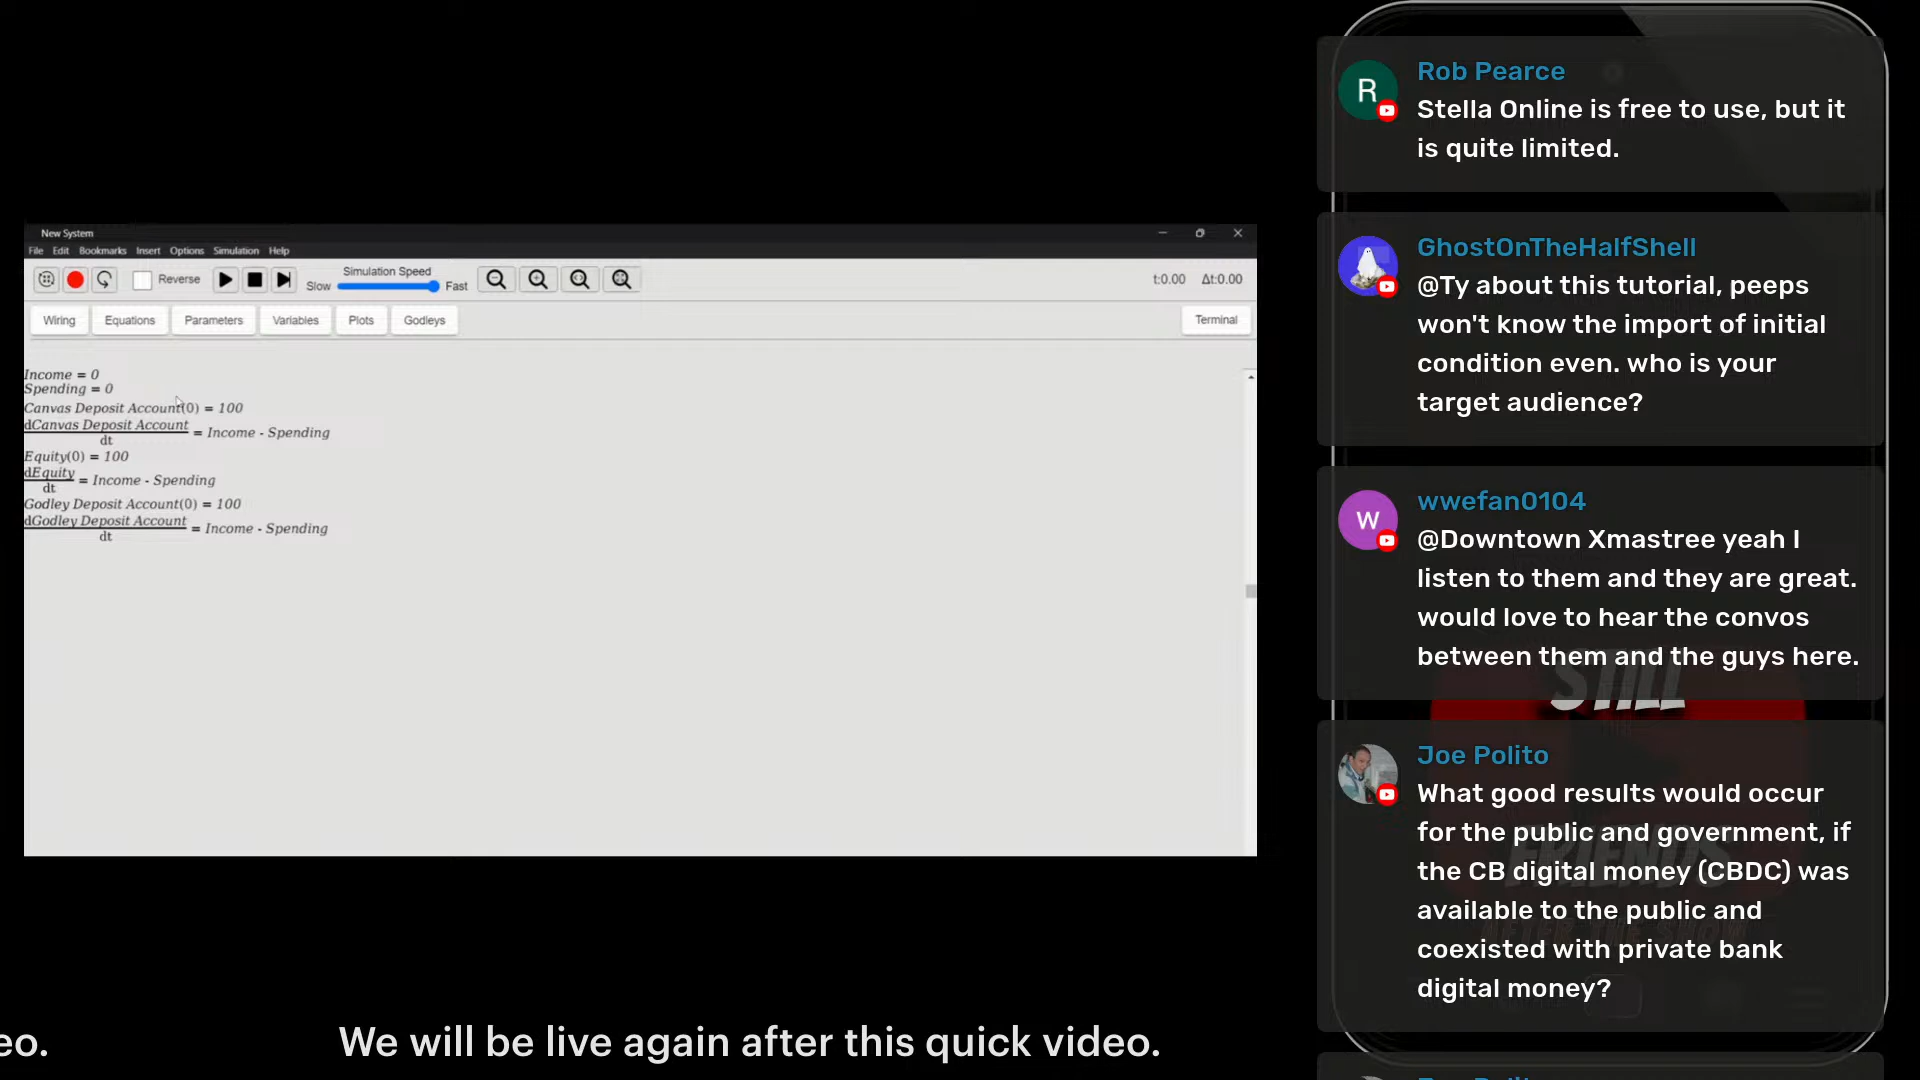 New System
File Edit Bookmarks Insert Options Simulation Help
Reverse
Simulation Speed
Slow Fast
t:0.00 Δt:0.00
Wiring Equations Parameters Variables Plots Godleys Terminal
Income = 0
Spending = 0
Canvas Deposit Account(0) = 100
dCanvas Deposit Account
dt
= Income - Spending
Equity(0) = 100
dEquity
dt
= Income - Spending
Godley Deposit Account(0) = 100
dGodley Deposit Account
dt
= Income - Spending
eo.
We will be live again after this quick video.
R
Rob Pearce
Stella Online is free to use, but it
is quite limited.
GhostOnTheHalfShell
@Ty about this tutorial, peeps
won't know the import of initial
condition even. who is your
target audience?
W
wwefan0104
@Downtown Xmastree yeah I
listen to them and they are great.
would love to hear the convos
between them and the guys here.
STILL
Joe Polito
What good results would occur
for the public and government, if
the CB digital money (CBDC) was
available to the public and
coexisted with private bank
digital money?
FRIENDS
AFTER THE SHOW